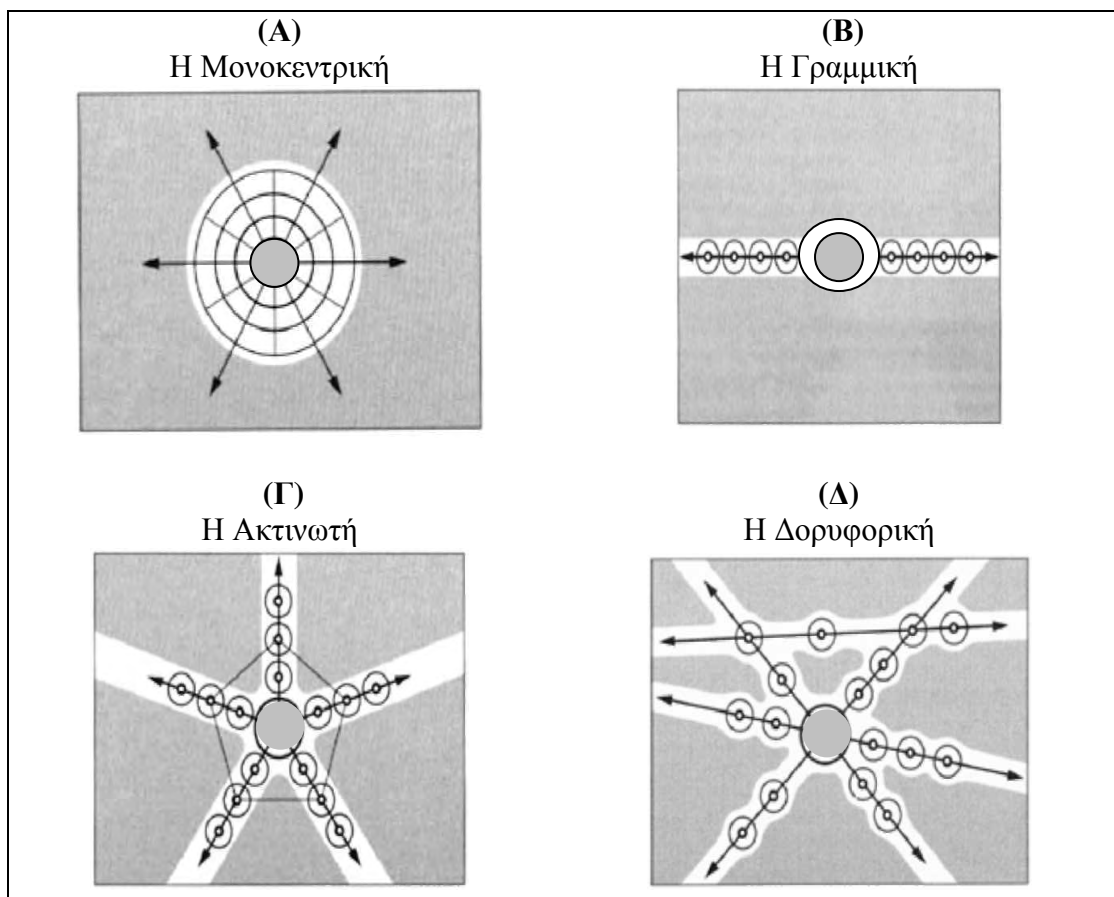 (Α)
Η Μονοκεντρική
(Β)
Η Γραμμική
(Γ)
Η Ακτινωτή
(Δ)
Η Δορυφορική